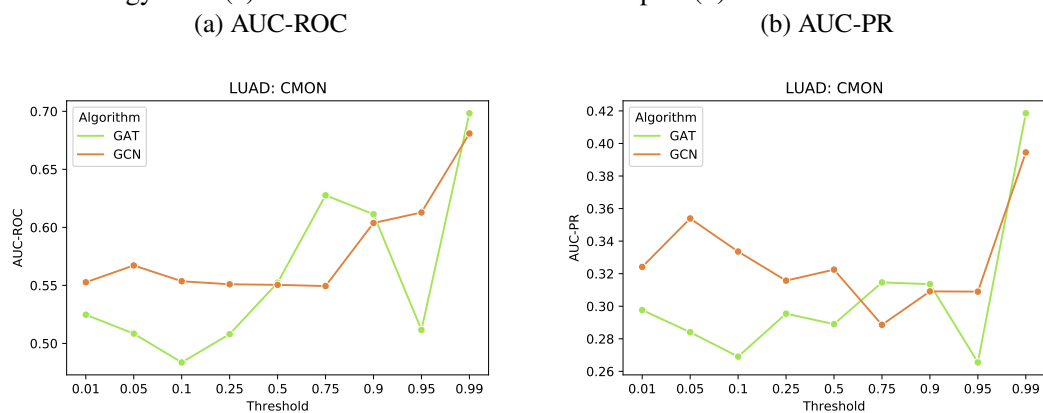 (a) AUC-ROC
(b) AUC-PR
LUAD: CMON
0.70
0.65
0.60
0.55
0.50
AUC-ROC
Algorithm
GAT
GCN
0.01 0.05 0.1 0.25 0.5 0.75 0.9 0.95 0.99
Threshold
LUAD: CMON
0.42
0.40
0.38
0.36
0.34
0.32
0.30
0.28
0.26
AUC-PR
Algorithm
GAT
GCN
0.01 0.05 0.1 0.25 0.5 0.75 0.9 0.95 0.99
Threshold